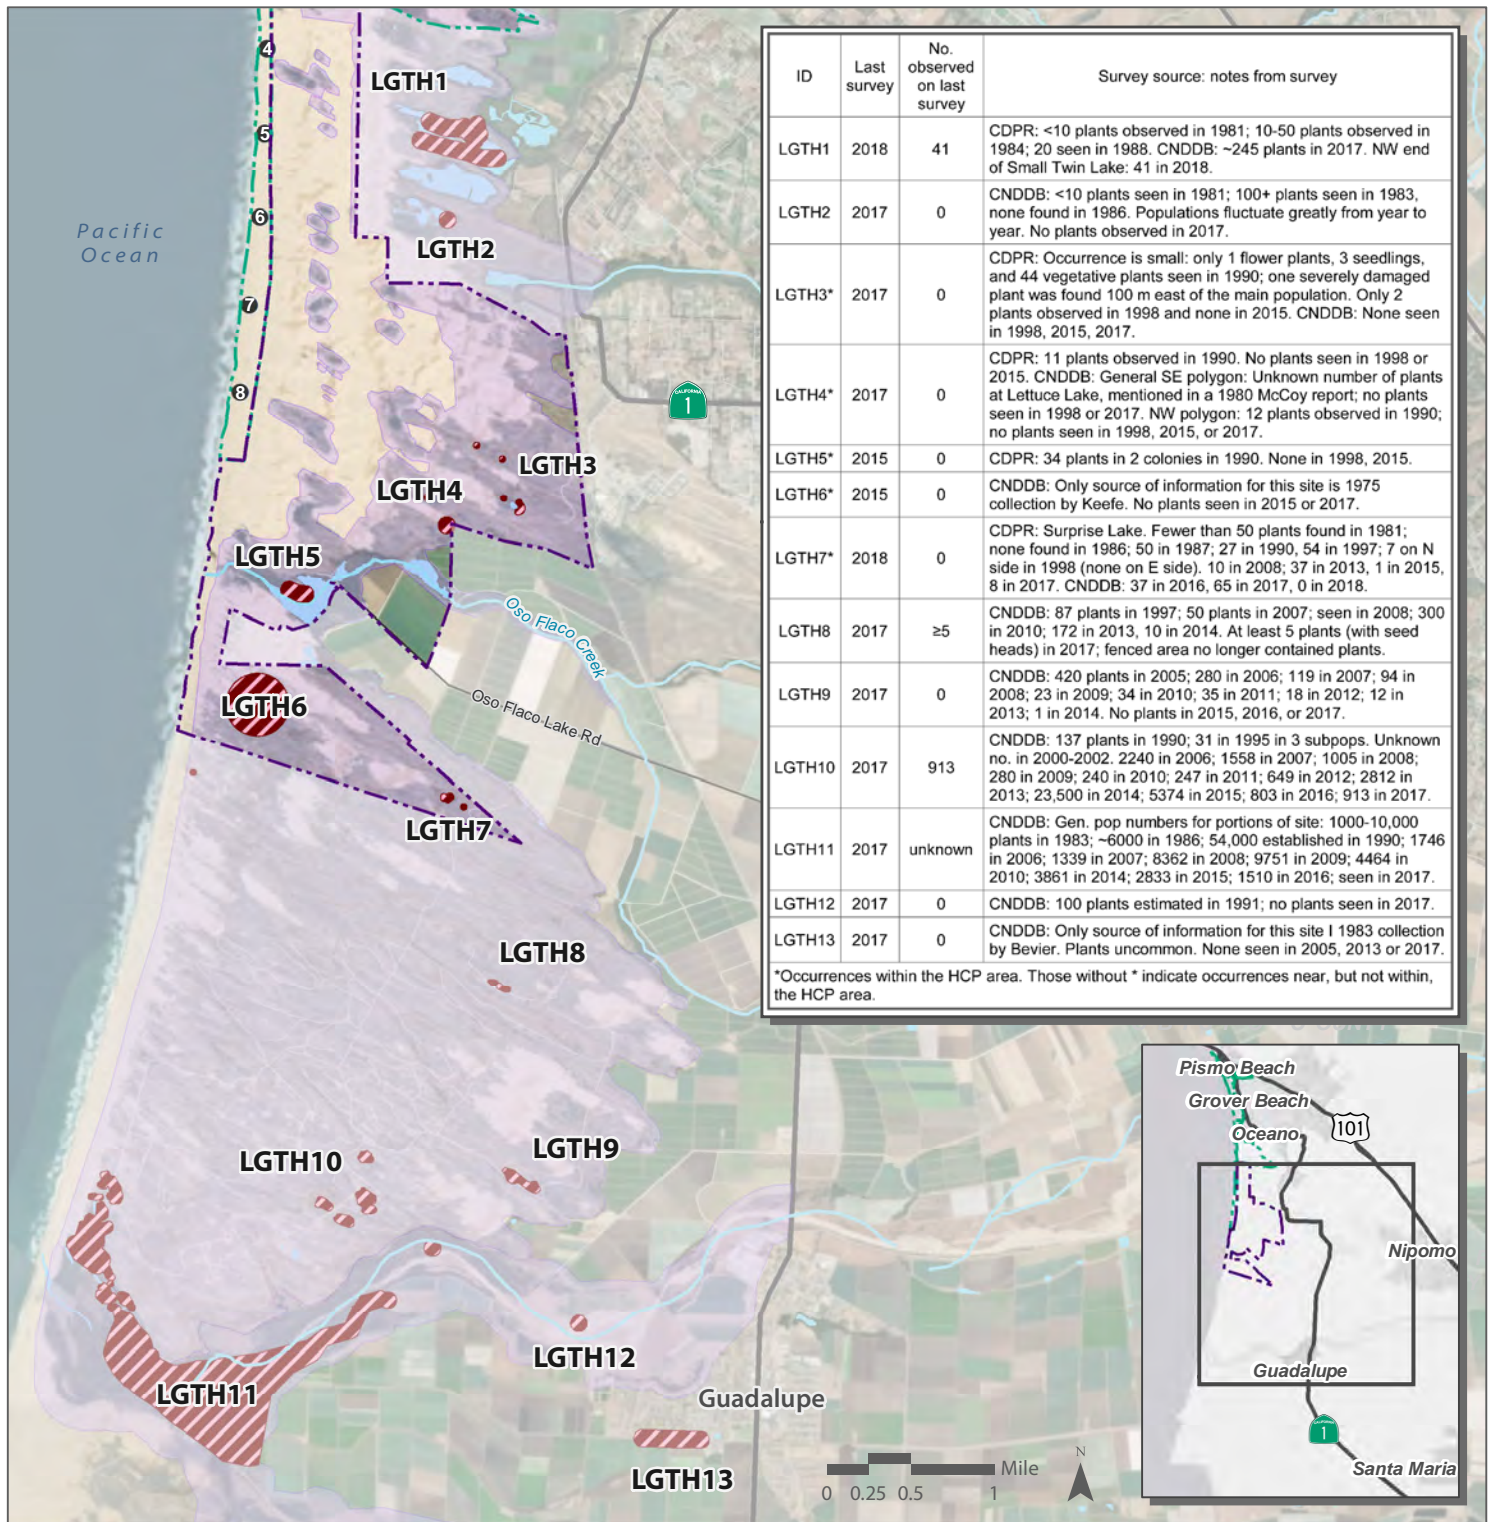 4
5
6
7
8
Pacific
Ocean
LGTH1
LGTH2
LGTH3
LGTH4
LGTH5
LGTH6
LGTH7
LGTH8
LGTH9
LGTH10
LGTH11
LGTH12
LGTH13
CALIFORNIA
1
Oso Flaco Creek
Oso Flaco Lake Rd
Guadalupe
ID
Last
survey
No.
observed
on last
survey
Survey source: notes from survey
LGTH1 2018 41
CDPR: <10 plants observed in 1981; 10-50 plants observed in
1984; 20 seen in 1988. CNDDB: ~245 plants in 2017. NW end
of Small Twin Lake: 41 in 2018.
LGTH2 2017 0
CNDDB: <10 plants seen in 1981; 100+ plants seen in 1983,
none found in 1986. Populations fluctuate greatly from year to
year. No plants observed in 2017.
LGTH3* 2017 0
CDPR: Occurrence is small: only 1 flower plants, 3 seedlings,
and 44 vegetative plants seen in 1990; one severely damaged
plant was found 100 m east of the main population. Only 2
plants observed in 1998 and none in 2015. CNDDB: None seen
in 1998, 2015, 2017.
LGTH4* 2017 0
CDPR: 11 plants observed in 1990. No plants seen in 1998 or
2015. CNDDB: General SE polygon: Unknown number of plants
at Lettuce Lake, mentioned in a 1980 McCoy report; no plants
seen in 1998 or 2017. NW polygon: 12 plants observed in 1990;
no plants seen in 1998, 2015, or 2017.
LGTH5* 2015 0 CDPR: 34 plants in 2 colonies in 1990. None in 1998, 2015.
LGTH6* 2015 0
CNDDB: Only source of information for this site is 1975
collection by Keefe. No plants seen in 2015 or 2017.
LGTH7* 2018 0
CDPR: Surprise Lake. Fewer than 50 plants found in 1981;
none found in 1986; 50 in 1987; 27 in 1990, 54 in 1997; 7 on N
side in 1998 (none on E side). 10 in 2008; 37 in 2013, 1 in 2015,
8 in 2017. CNDDB: 37 in 2016, 65 in 2017, 0 in 2018.
LGTH8 2017 ≥5
CNDDB: 87 plants in 1997; 50 plants in 2007; seen in 2008; 300
in 2010; 172 in 2013, 10 in 2014. At least 5 plants (with seed
heads) in 2017; fenced area no longer contained plants.
LGTH9 2017 0
CNDDB: 420 plants in 2005; 280 in 2006; 119 in 2007; 94 in
2008; 23 in 2009; 34 in 2010; 35 in 2011; 18 in 2012; 12 in
2013; 1 in 2014. No plants in 2015, 2016, or 2017.
LGTH10 2017 913
CNDDB: 137 plants in 1990; 31 in 1995 in 3 subpops. Unknown
no. in 2000-2002. 2240 in 2006; 1558 in 2007; 1005 in 2008;
280 in 2009; 240 in 2010; 247 in 2011; 649 in 2012; 2812 in
2013; 23,500 in 2014; 5374 in 2015; 803 in 2016; 913 in 2017.
LGTH11 2017 unknown
CNDDB: Gen. pop numbers for portions of site: 1000-10,000
plants in 1983; ~6000 in 1986; 54,000 established in 1990; 1746
in 2006; 1339 in 2007; 8362 in 2008; 9751 in 2009; 4464 in
2010; 3861 in 2014; 2833 in 2015; 1510 in 2016; seen in 2017.
LGTH12 2017 0 CNDDB: 100 plants estimated in 1991; no plants seen in 2017.
LGTH13 2017 0
CNDDB: Only source of information for this site I 1983 collection
by Bevier. Plants uncommon. None seen in 2005, 2013 or 2017.
*Occurrences within the HCP area. Those without * indicate occurrences near, but not within,
the HCP area.
Pismo Beach
Grover Beach
Oceano
101
Nipomo
Guadalupe
CALIFORNIA
1
Santa Maria
N
Mile
0 0.25 0.5 1